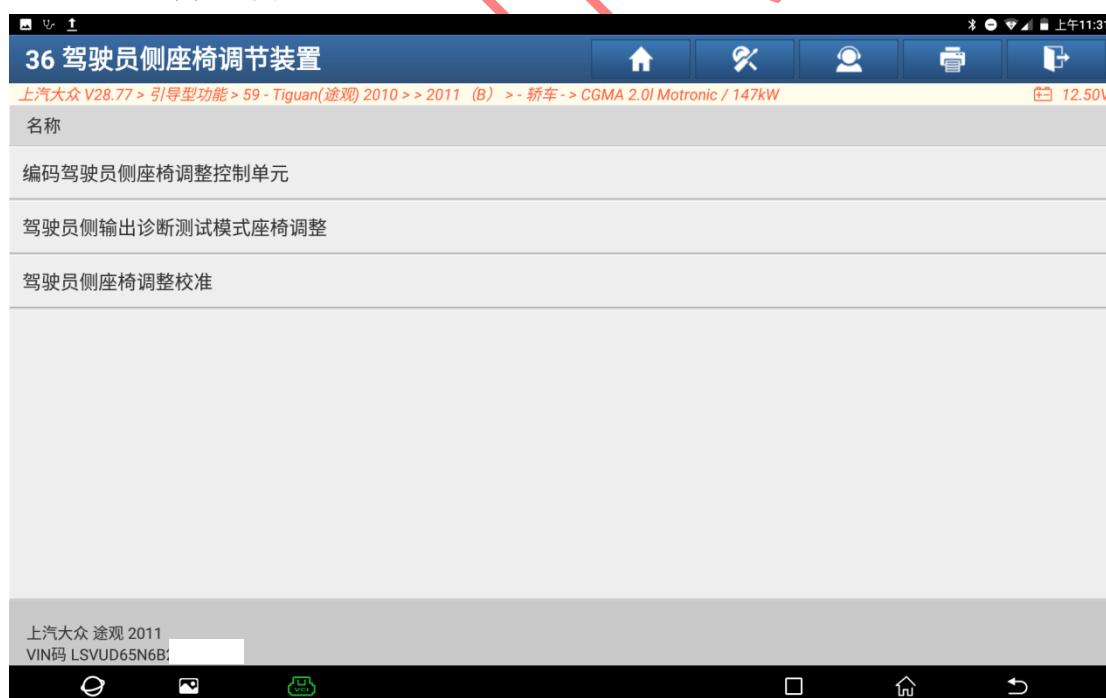 上午11:31
36 驾驶员侧座椅调节装置
上汽大众 V28.77 > 引导型功能 > 59 - Tiguan(途观) 2010 > > 2011 （B） > - 轿车 - > CGMA 2.0l Motronic / 147kW 12.50V
名称
编码驾驶员侧座椅调整控制单元
驾驶员侧输出诊断测试模式座椅调整
驾驶员侧座椅调整校准
上汽大众 途观 2011
VIN码 LSVUD65N6B
VCI